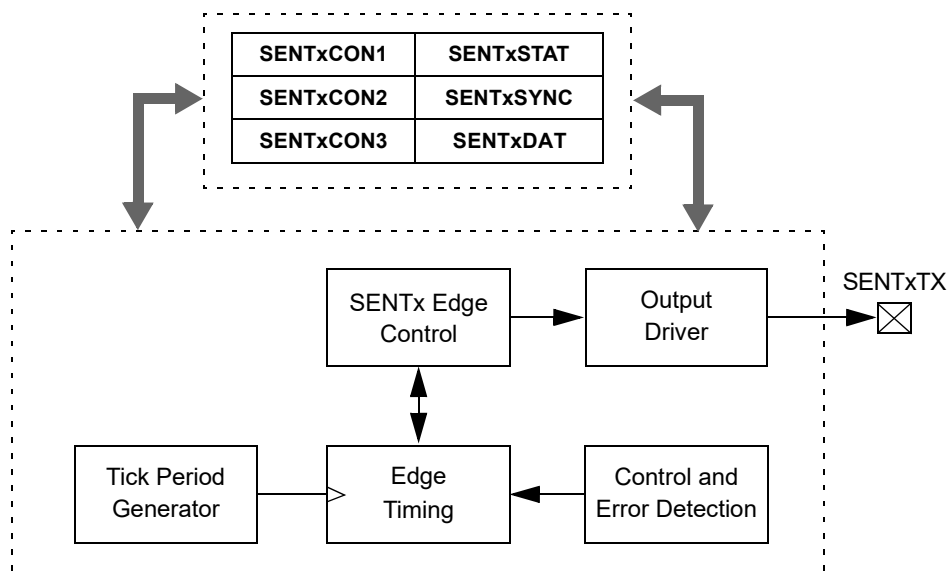 SENTxCON1 SENTxSTAT
SENTxCON2 SENTxSYNC
SENTxCON3 SENTxDAT
SENTxTX
SENTx Edge
Control
Output
Driver
Tick Period
Generator
Edge
Timing
Control and
Error Detection